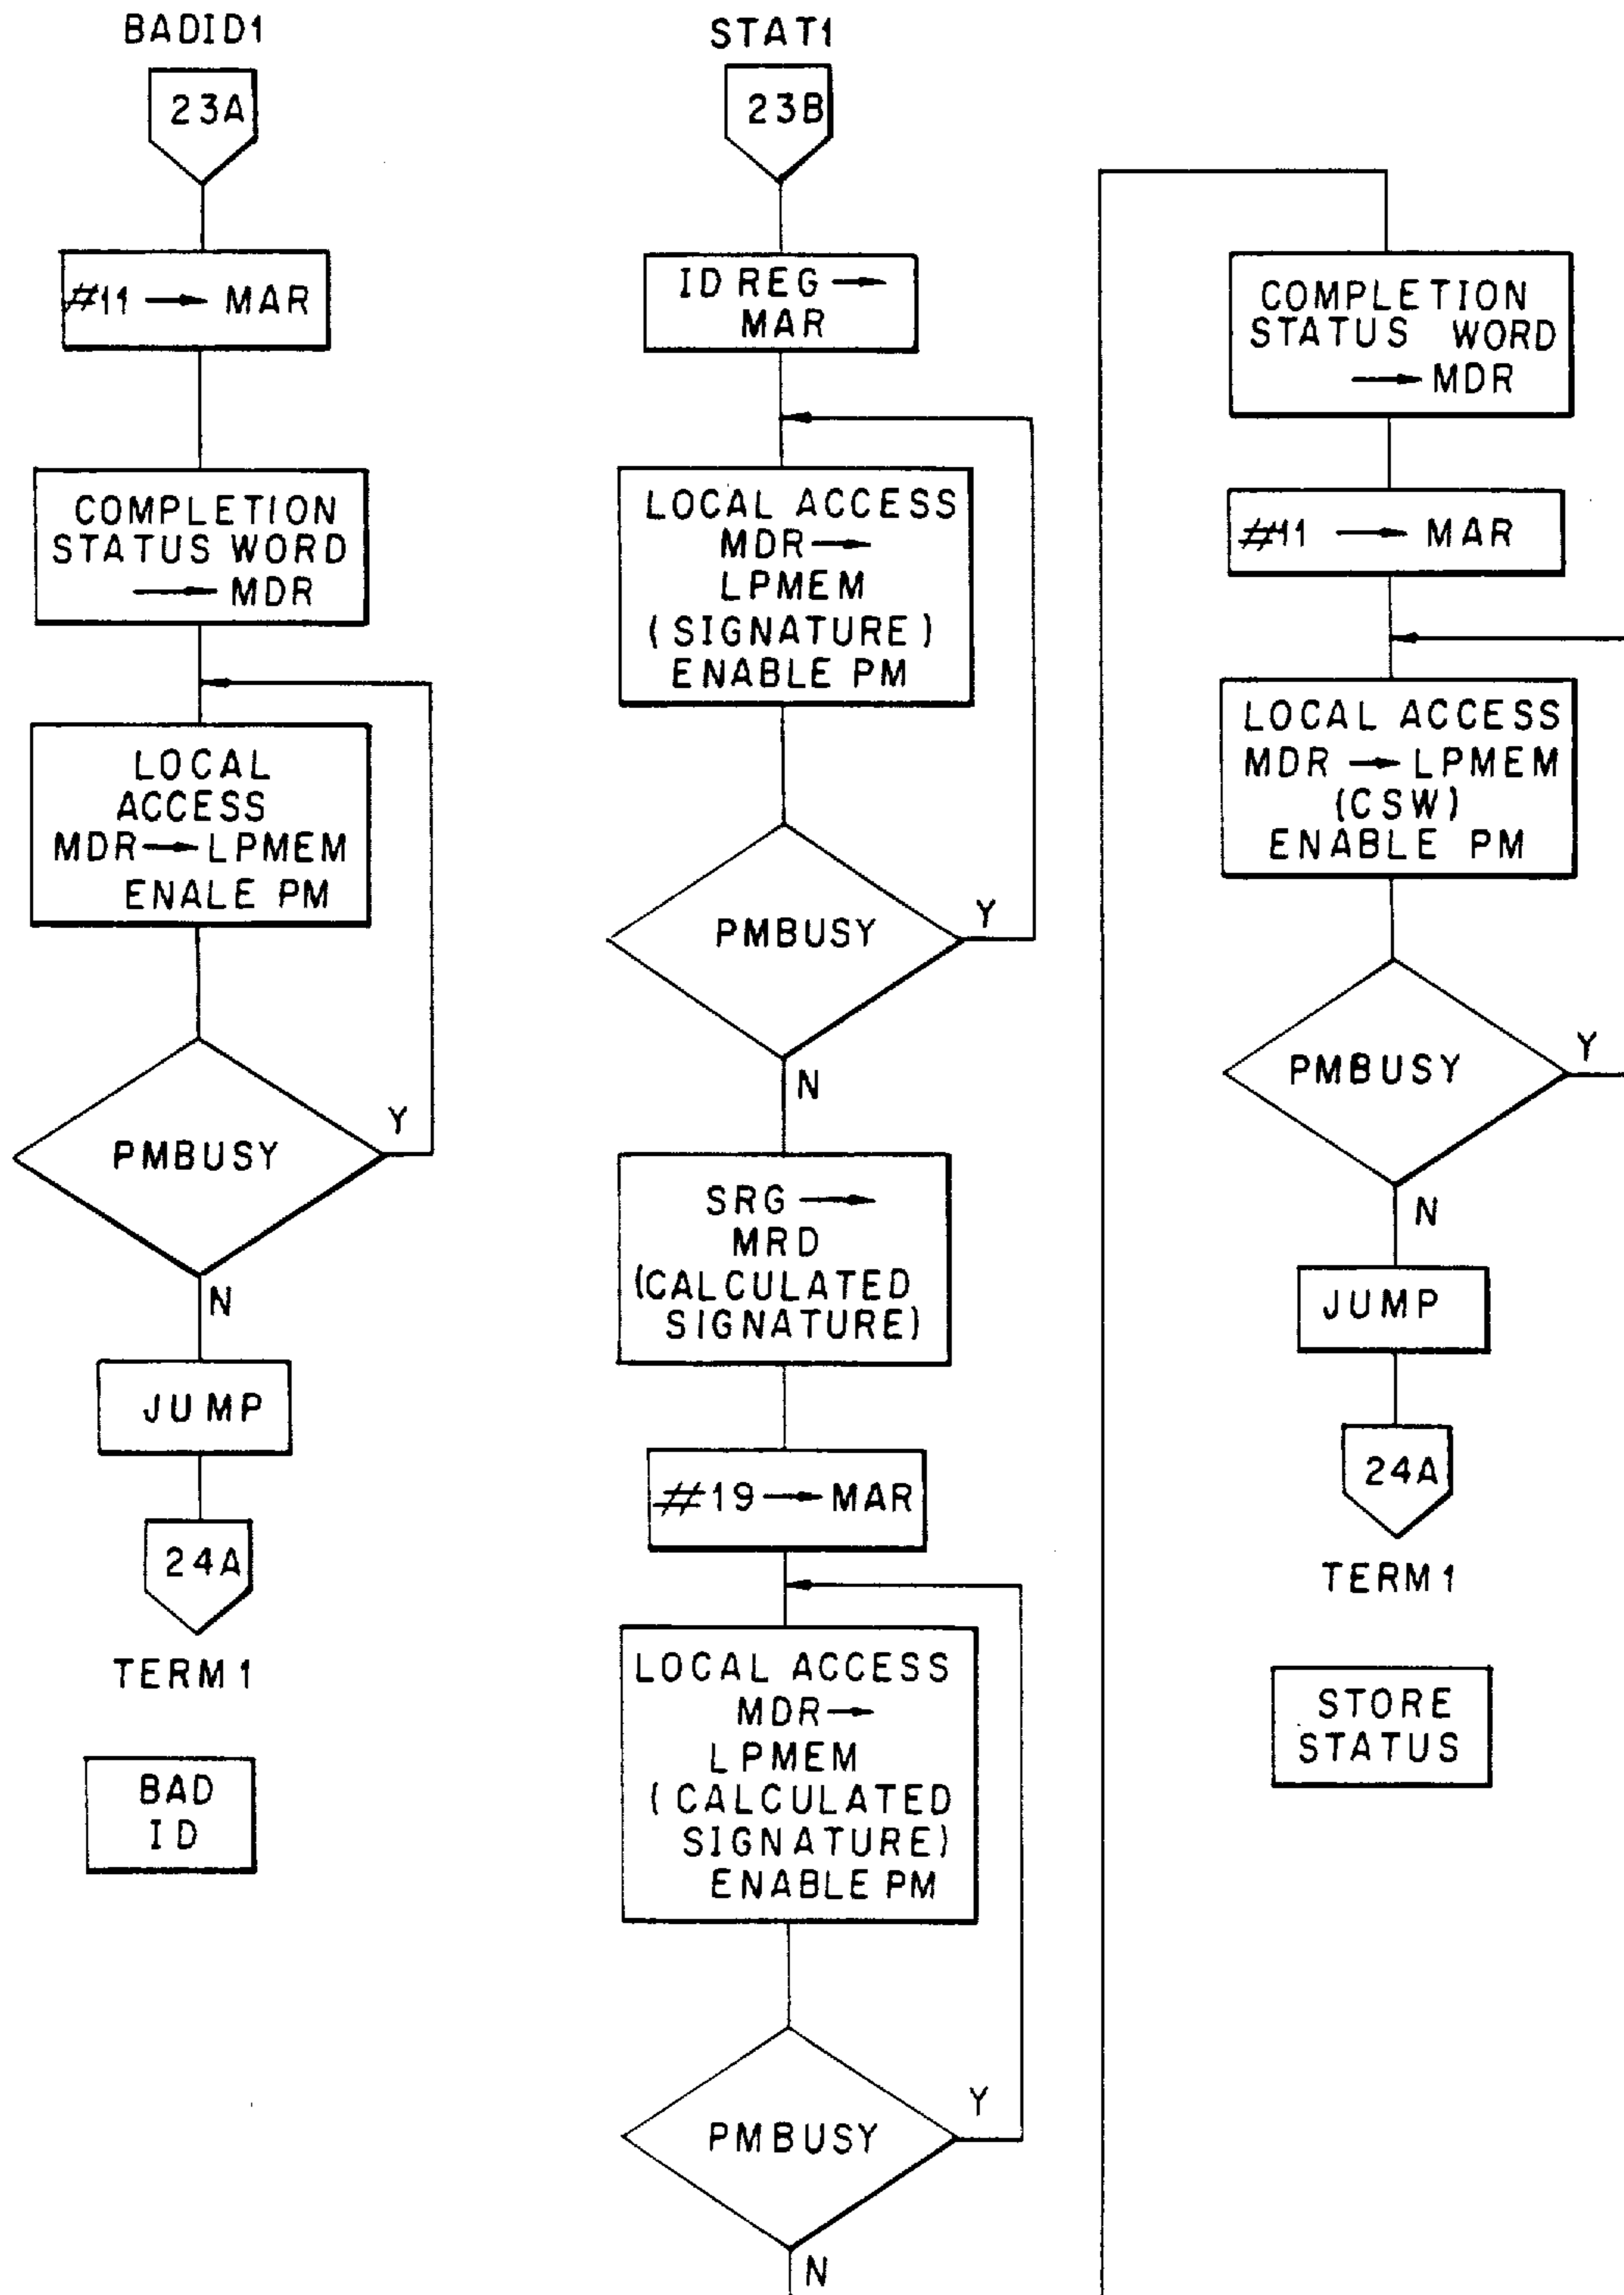 BADID1
23A
#11 → MAR
COMPLETION
STATUS WORD
→ MDR
LOCAL
ACCESS
MDR → LPMEM
ENALE PM
PMBUSY
Y
N
JUMP
24A
TERM1
BAD
ID
STAT1
23B
ID REG →
MAR
LOCAL ACCESS
MDR →
LPMEM
(SIGNATURE)
ENABLE PM
PMBUSY
Y
N
SRG →
MRD
(CALCULATED
SIGNATURE)
#19 → MAR
LOCAL ACCESS
MDR →
LPMEM
(CALCULATED
SIGNATURE)
ENABLE PM
PMBUSY
Y
N
COMPLETION
STATUS WORD
→ MDR
#11 → MAR
LOCAL ACCESS
MDR → LPMEM
(CSW)
ENABLE PM
PMBUSY
Y
N
JUMP
24A
TERM1
STORE
STATUS